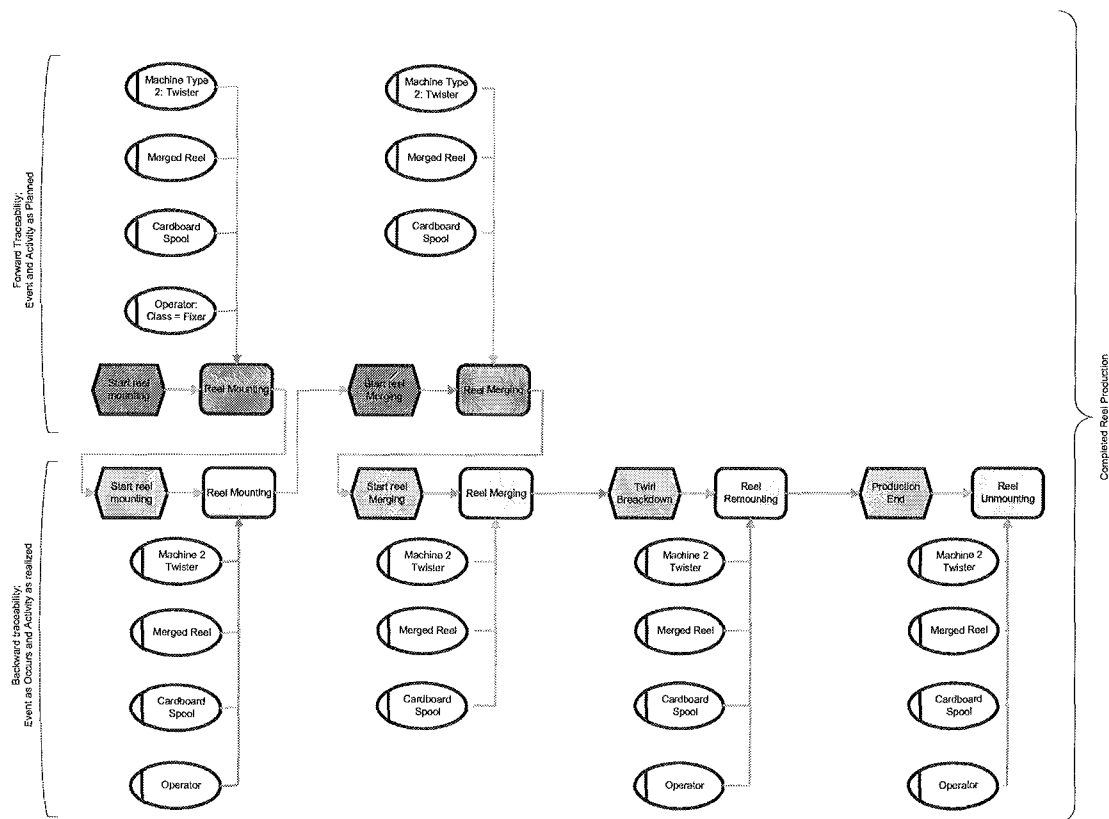 Forward Traceability;
Event and Activity as Planned
Machine Type
2: Twister
Merged Reel
Cardboard
Spool
Operator:
Class = Fixer
Start reel
mounting
Reel Mounting
Machine Type
2: Twister
Merged Reel
Cardboard
Spool
Start reel
Merging
Reel Merging
Backward traceability;
Event as Occurs and Activity as realized
Start reel
mounting
Reel Mounting
Machine 2
Twister
Merged Reel
Cardboard
Spool
Operator
Start reel
Merging
Reel Merging
Machine 2
Twister
Merged Reel
Cardboard
Spool
Twirl
Breakdown
Reel
Remounting
Machine 2
Twister
Merged Reel
Cardboard
Spool
Operator
Production
End
Reel
Unmounting
Machine 2
Twister
Merged Reel
Cardboard
Spool
Operator
Completed Reel Production